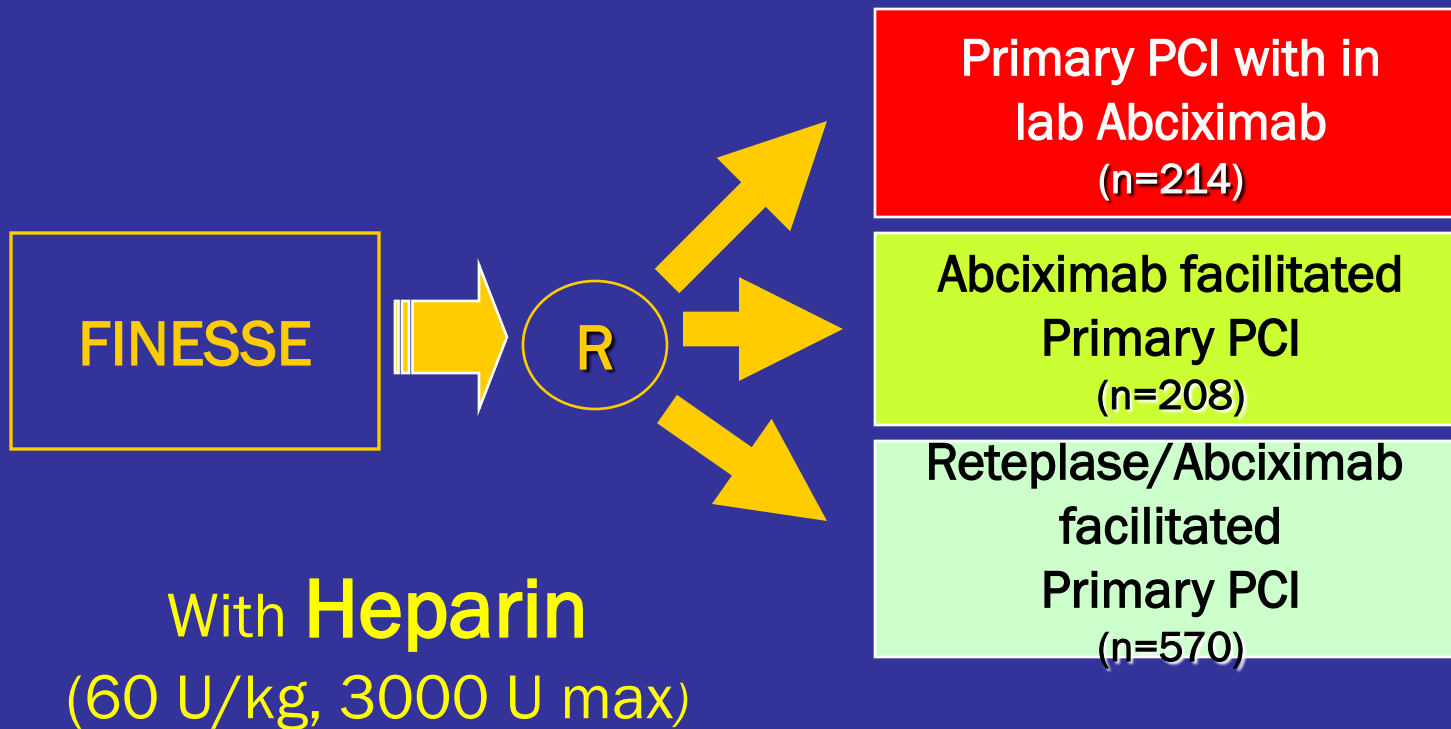 FINESSE
R
Primary PCI with in
lab Abciximab
(n=214)
Abciximab facilitated
Primary PCI
(n=208)
Reteplase/Abciximab
facilitated
Primary PCI
(n=570)
With Heparin
(60 U/kg, 3000 U max)